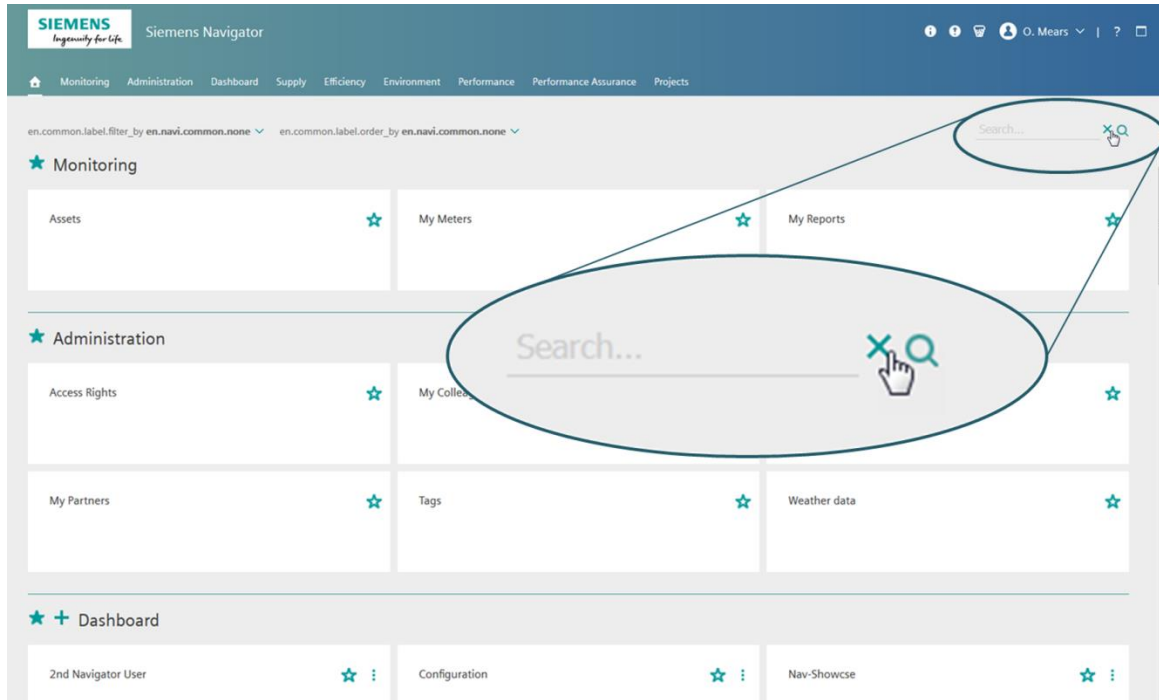 SIEMENS
Ingenuity for life
Siemens Navigator
O. Mears | ?
Monitoring Administration Dashboard Supply Efficiency Environment Performance Performance Assurance Projects
en.common.label.filter_by en.navi.common.none en.common.label.order_by en.navi.common.none Search...
Monitoring
Assets My Meters My Reports
Search...
Administration
Access Rights
My Partners Tags Weather data
Dashboard
2nd Navigator User Configuration Nav-Showcse